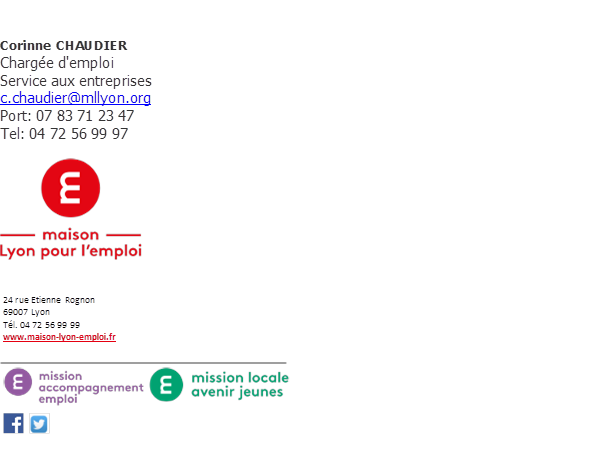 Corinne CHAUDIER
Chargée d'emploi
Service aux entreprises
c.chaudier@mllyon.org
Port: 07 83 71 23 47
Tel: 04 72 56 99 97
maison
Lyon pour l'emploi
24 rue Etienne Rognon
69007 Lyon
Tél. 04 72 56 99 99
www.maison-lyon-emploi.fr
mission
accompagnement
emploi
mission locale
avenir jeunes